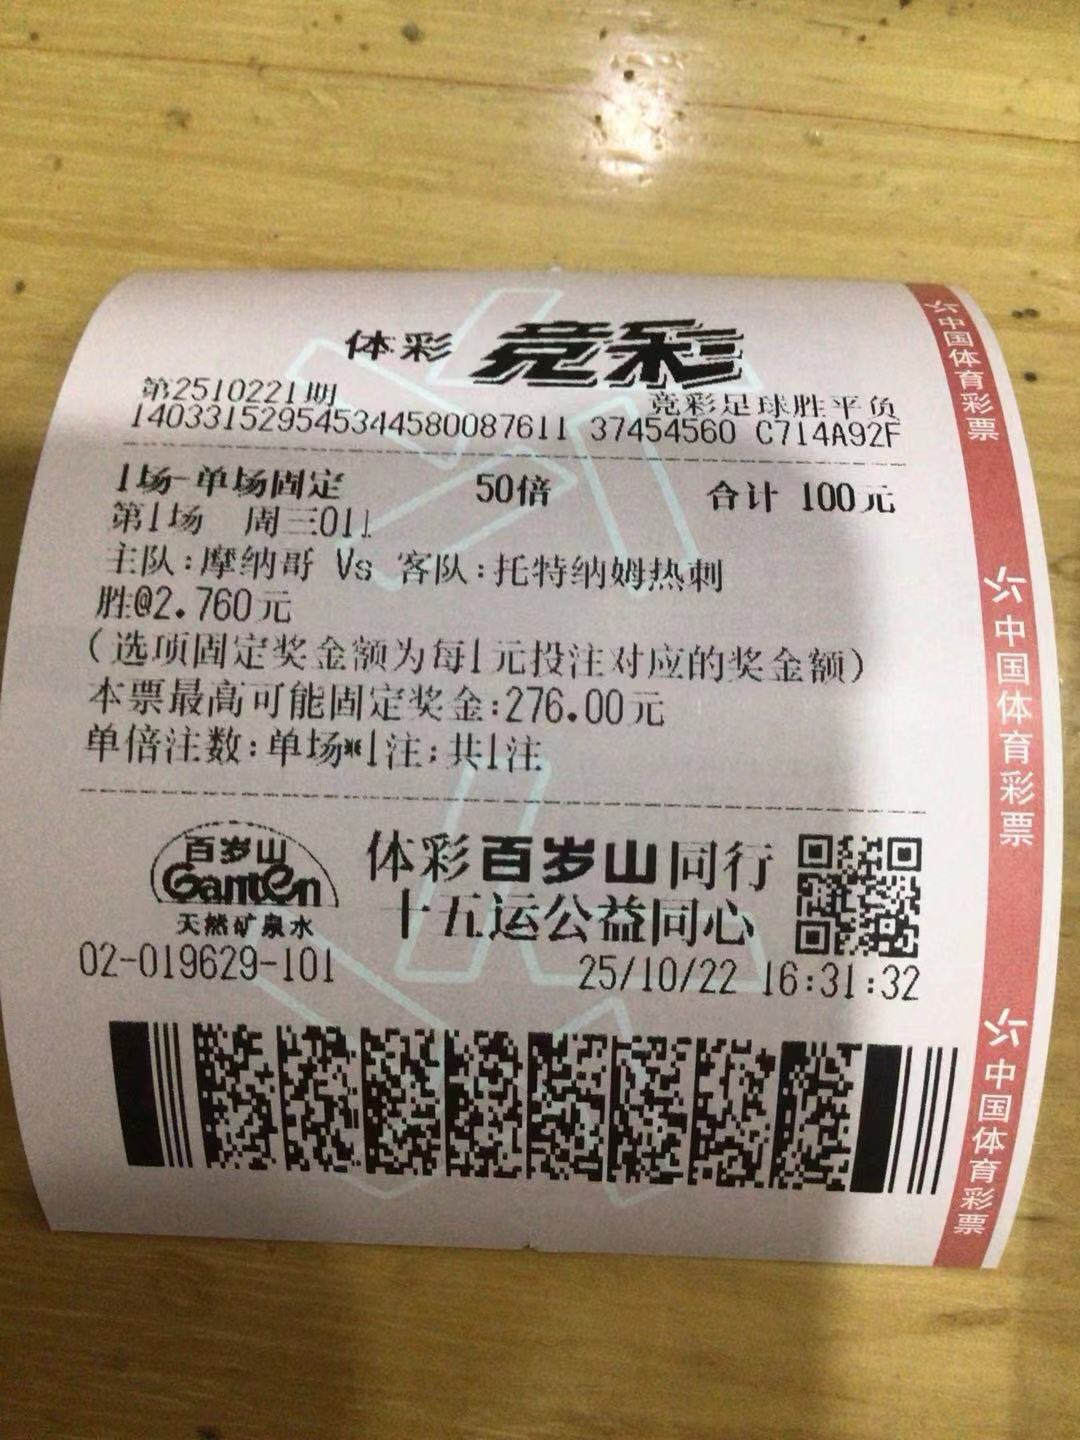 体彩 竞彩
第2510221期 竞彩足球胜平负
140331529545344580087611 37454560 C714A92F
1场-单场固定 50倍 合计 100元
第1场 周三011
主队:摩纳哥 Vs 客队:托特纳姆热刺
胜@2.760元
(选项固定奖金额为每1元投注对应的奖金额)
本票最高可能固定奖金:276.00元
单倍注数:单场*1注;共1注
百岁山
Ganten
天然矿泉水
体彩百岁山同行
十五运公益同心
02-019629-101 25/10/22 16:31:32
中国体育彩票
中国体育彩票
中国体育彩票